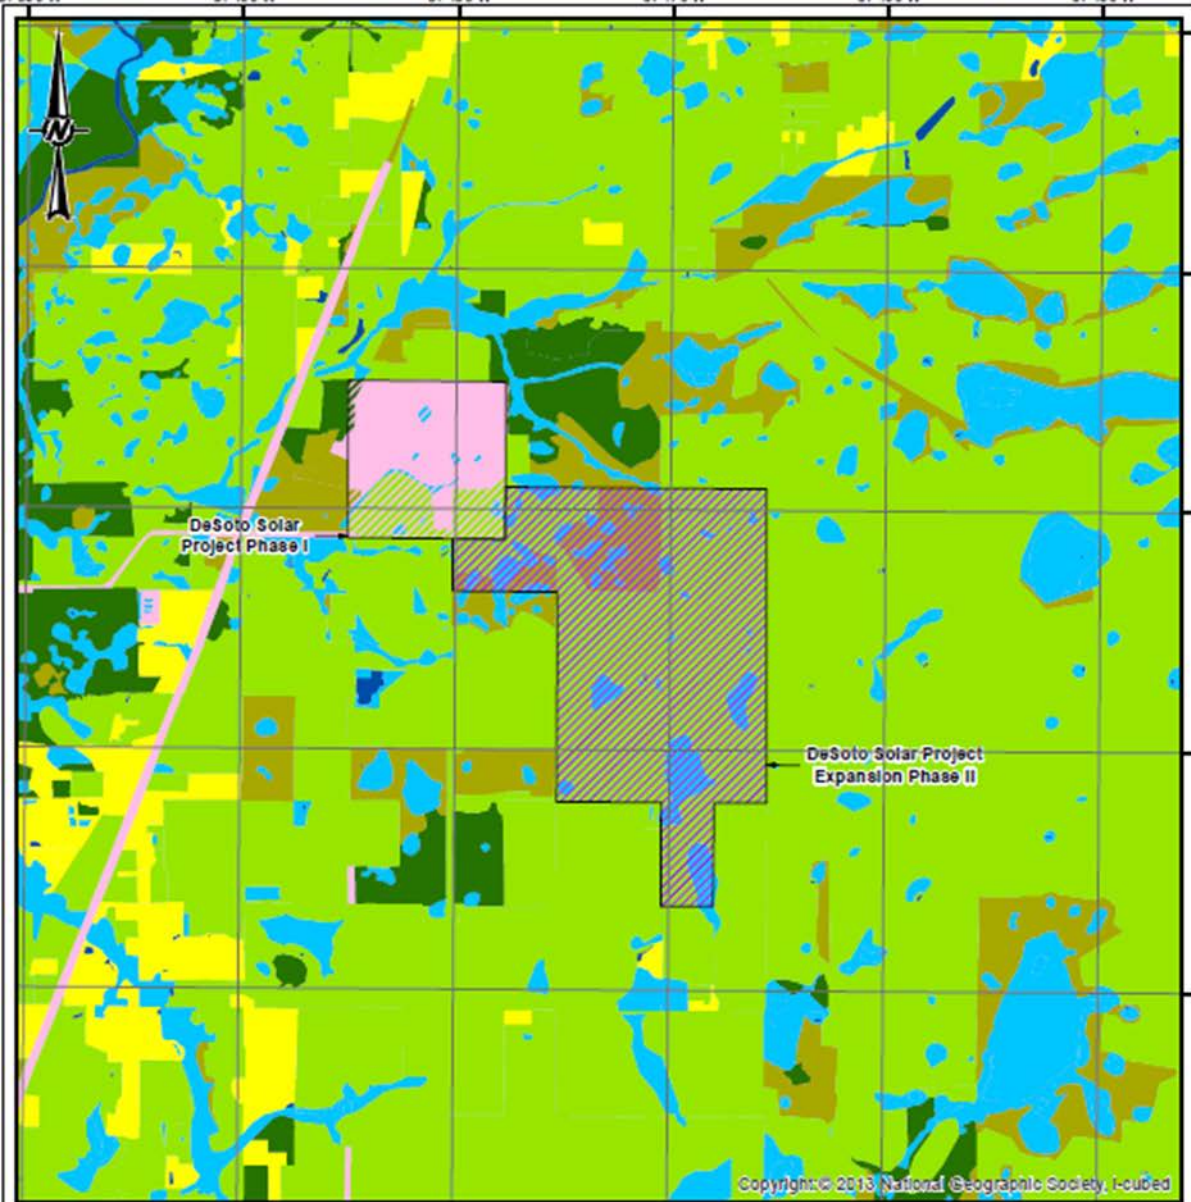 N
DeSoto Solar
Project Phase I
DeSoto Solar Project
Expansion Phase II
Copyright:© 2013 National Geographic Society, i-cubed